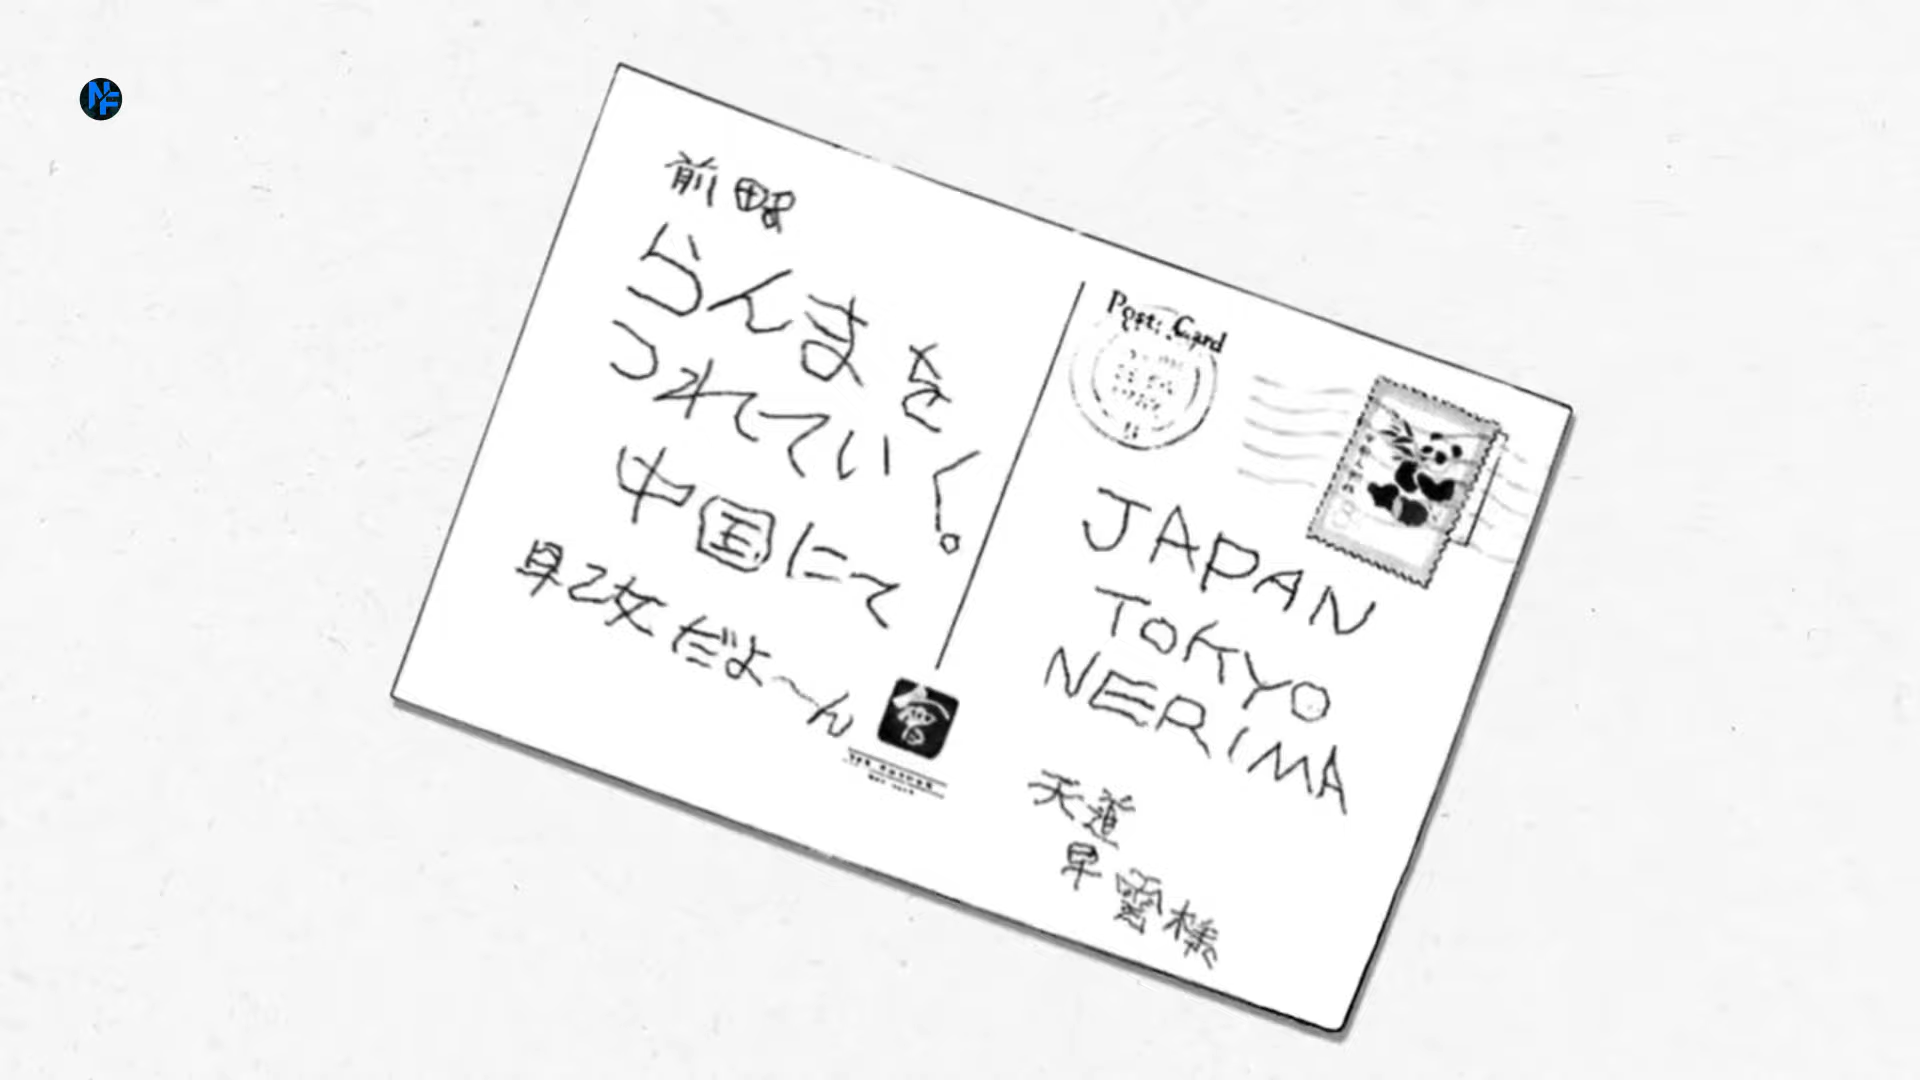 NF
前略
らんまを
つれていく。
中国にて
早乙女だよ〜ん
Post Card
JAPAN
TOKYO
NERIMA
天道
早雲様